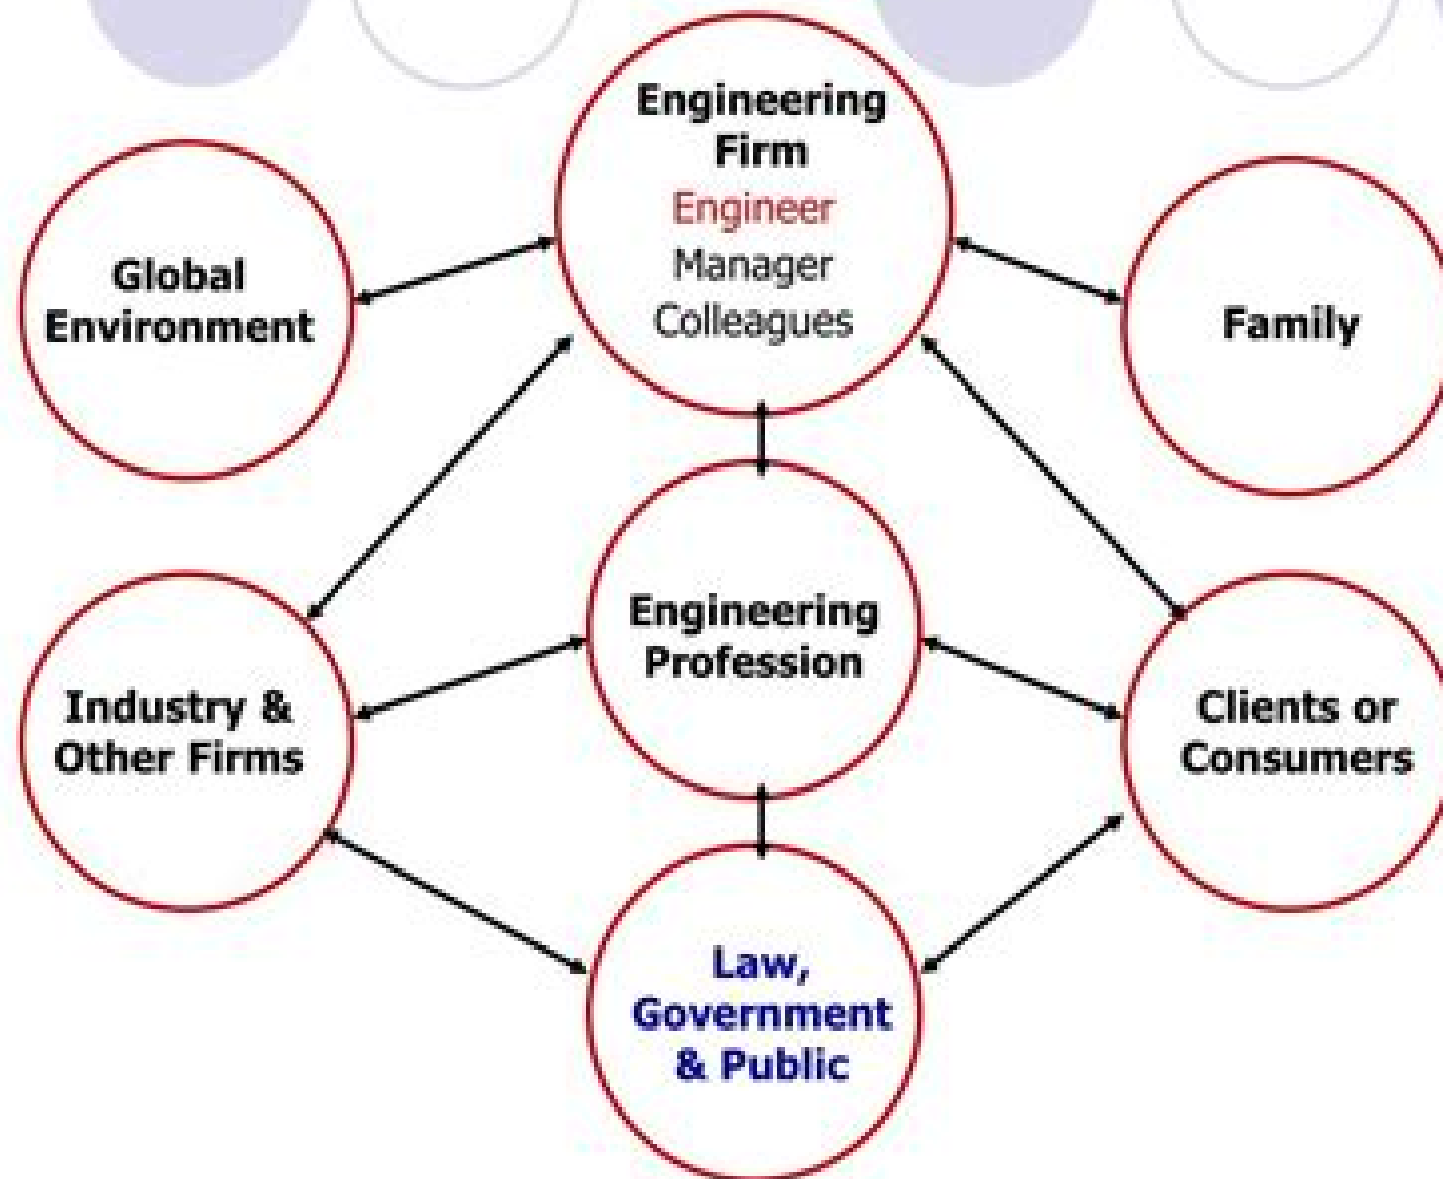 Engineering
Firm
Engineer
Manager
Colleagues
Global
Environment
Family
Engineering
Profession
Industry &
Other Firms
Clients or
Consumers
Law,
Government
& Public